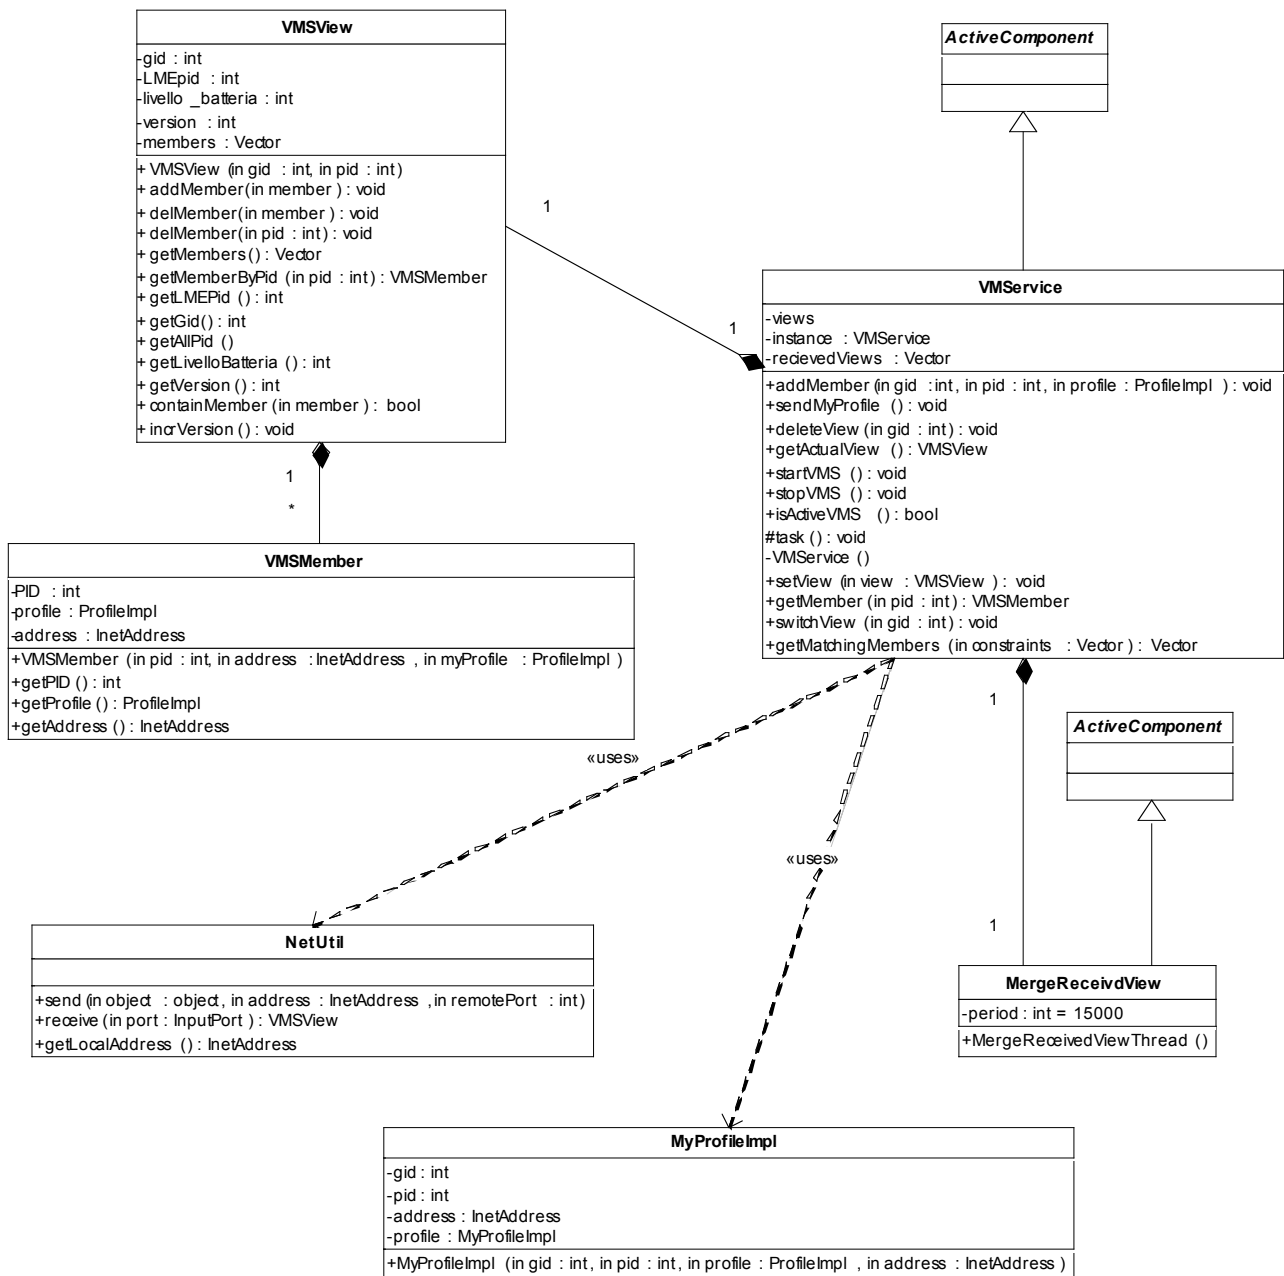 VMSView
-gid : int
-LMEpid : int
-livello _batteria : int
-version : int
-members : Vector
+ VMSView (in gid : int, in pid : int)
+ addMember(in member ) : void
+ delMember(in member ) : void
+ delMember(in pid : int) : void
+ getMembers() : Vector
+ getMemberByPid (in pid : int) : VMSMember
+ getLMEPid () : int
+ getGid() : int
+ getAllPid ()
+ getLivelloBatteria () : int
+ getVersion () : int
+ containMember (in member ) : bool
+ incrVersion () : void
ActiveComponent
1
1
VMService
-views
-instance : VMService
-recievedViews : Vector
+addMember (in gid : int, in pid : int, in profile : ProfileImpl ) : void
+sendMyProfile () : void
+deleteView (in gid : int) : void
+getActualView () : VMSView
+startVMS () : void
+stopVMS () : void
+isActiveVMS () : bool
#task () : void
-VMService ()
+setView (in view : VMSView ) : void
+getMember (in pid : int) : VMSMember
+switchView (in gid : int) : void
+getMatchingMembers (in constraints : Vector ) : Vector
1
*
VMSMember
-PID : int
-profile : ProfileImpl
-address : InetAddress
+VMSMember (in pid : int, in address : InetAddress , in myProfile : ProfileImpl )
+getPID () : int
+getProfile () : ProfileImpl
+getAddress () : InetAddress
1
ActiveComponent
«uses»
«uses»
1
NetUtil
+send (in object : object, in address : InetAddress , in remotePort : int)
+receive (in port : InputPort ) : VMSView
+getLocalAddress () : InetAddress
MergeReceivdView
-period : int = 15000
+MergeReceivedViewThread ()
MyProfileImpl
-gid : int
-pid : int
-address : InetAddress
-profile : MyProfileImpl
+MyProfileImpl (in gid : int, in pid : int, in profile : ProfileImpl , in address : InetAddress )